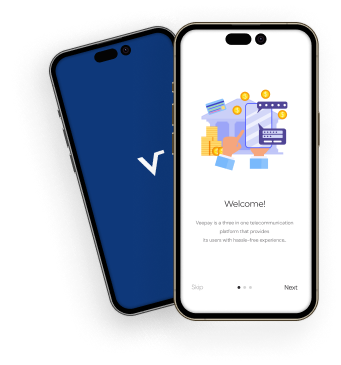 Welcome!
Veepay is a three in one telecommunication
platform that provides
its users with hassle-free experience.
Skip
Next